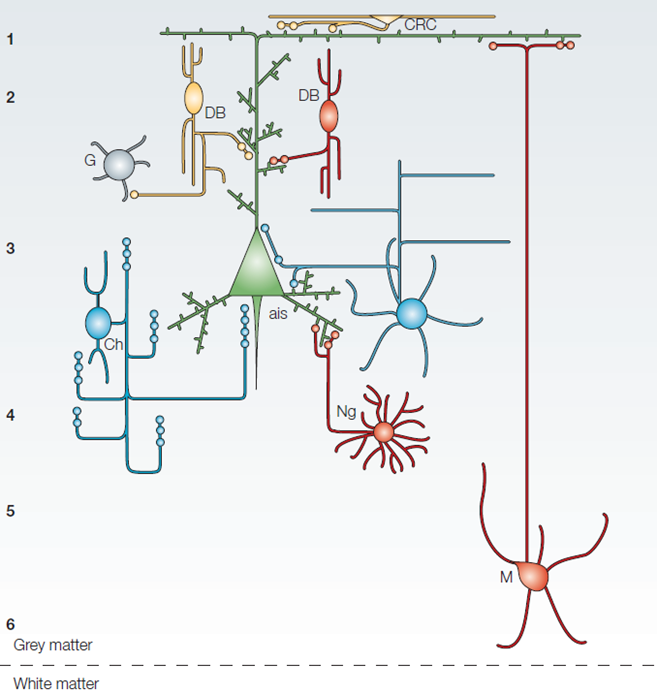 CRC
1
DB
DB
2
G
3
ais
Ch
Ng
4
5
M
6
Grey matter
White matter